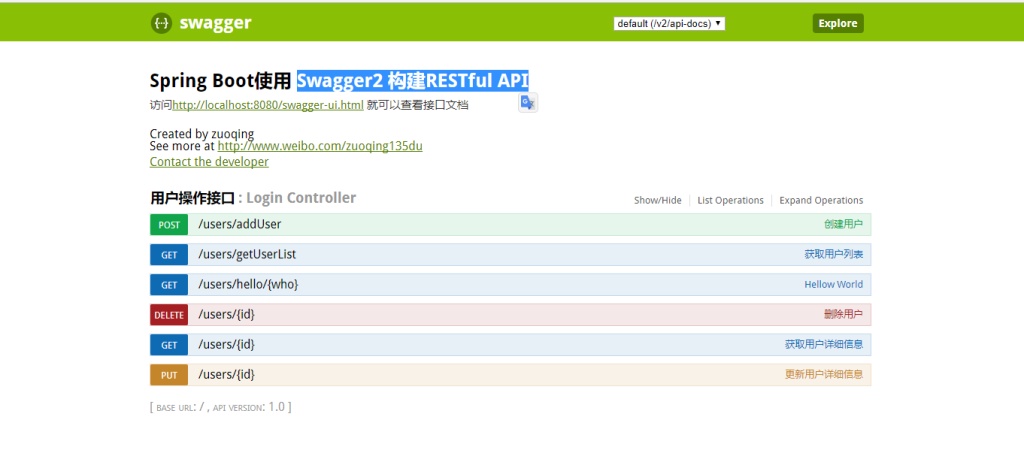 swagger
default (/v2/api-docs)
Explore
Spring Boot使用 Swagger2 构建RESTful API
访问http://localhost:8080/swagger-ui.html 就可以查看接口文档
Created by zuoqing
See more at http://www.weibo.com/zuoqing135du
Contact the developer
用户操作接口 : Login Controller
Show/Hide List Operations Expand Operations
POST /users/addUser 创建用户
GET /users/getUserList 获取用户列表
GET /users/hello/{who} Hellow World
DELETE /users/{id} 删除用户
GET /users/{id} 获取用户详细信息
PUT /users/{id} 更新用户详细信息
[ BASE URL: / , API VERSION: 1.0 ]